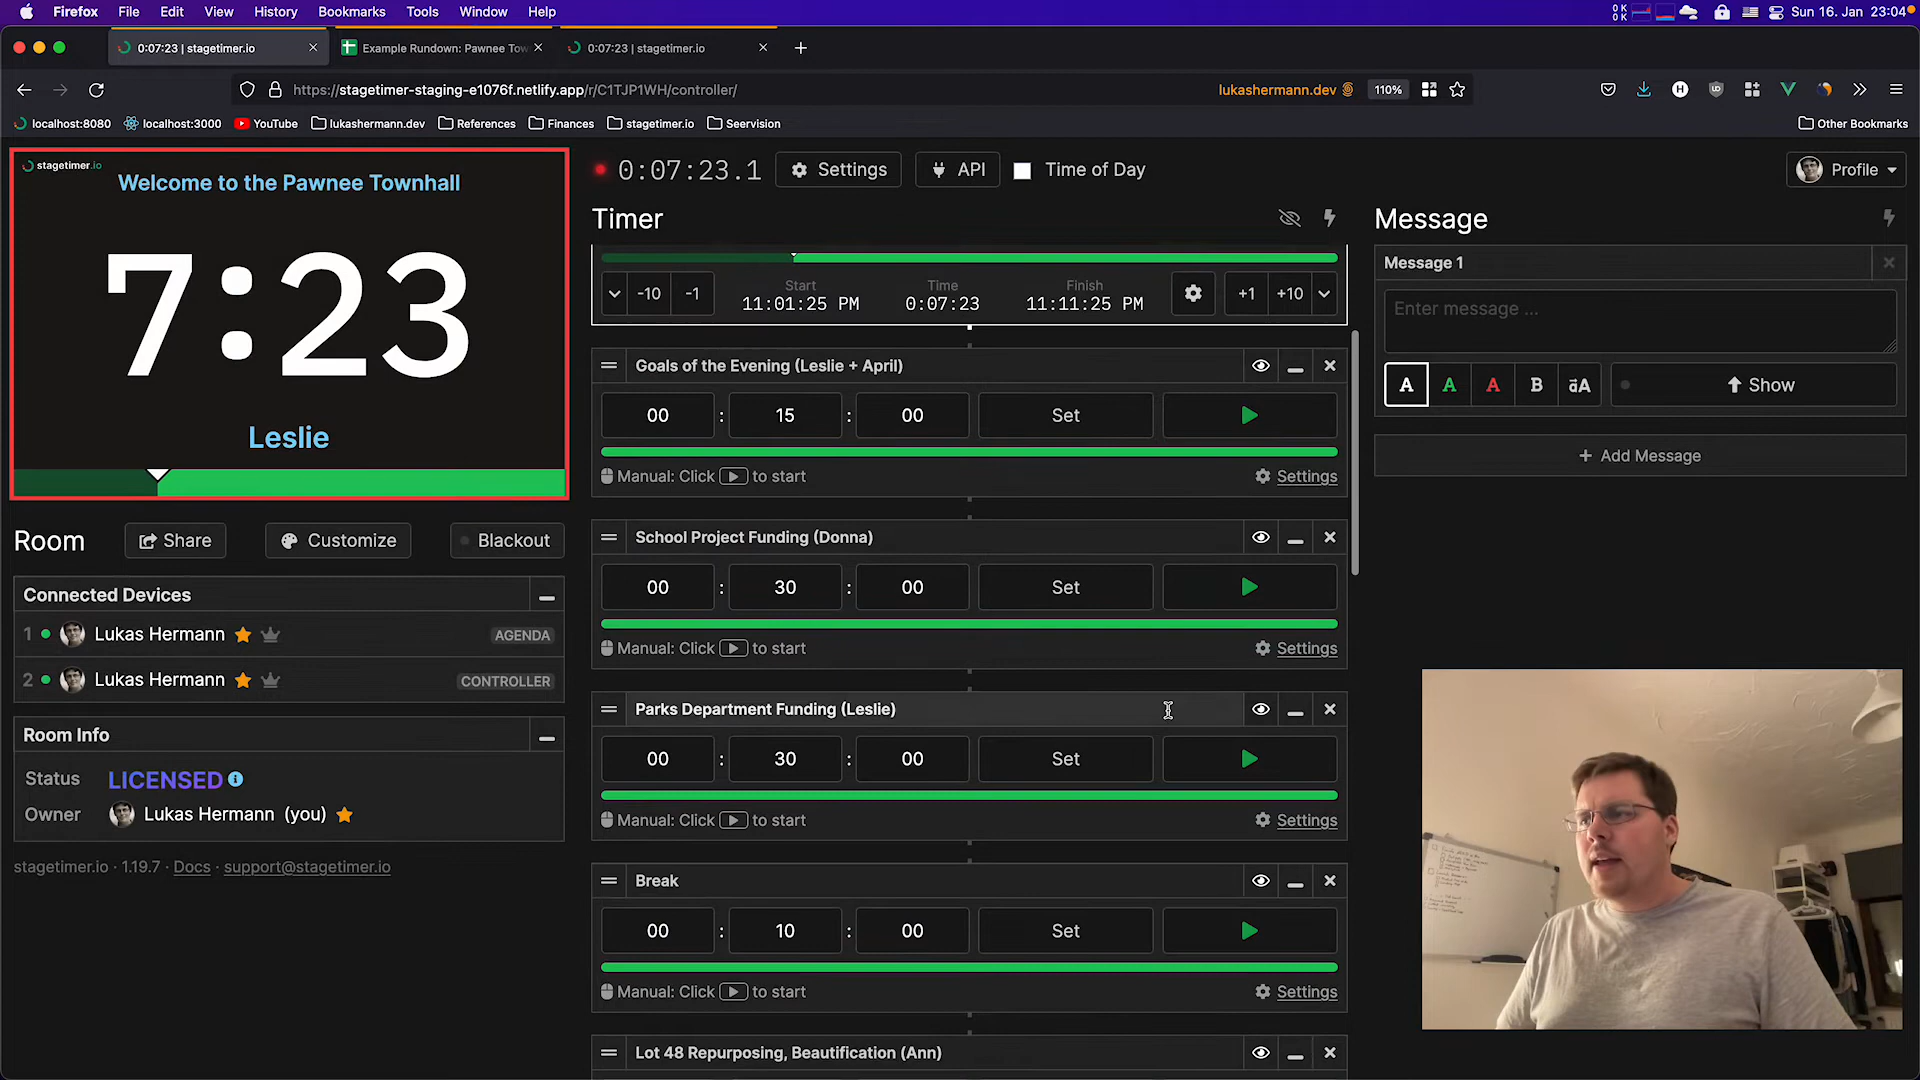 Firefox File Edit View History Bookmarks Tools Window Help
Sun 16. Jan 23:04
0:07:23 | stagetimer.io
Example Rundown: Pawnee Tow
0:07:23 | stagetimer.io
https://stagetimer-staging-e1076f.netlify.app/r/C1TJP1WH/controller/
lukashermann.dev
110%
localhost:8080 localhost:3000 YouTube lukashermann.dev References Finances stagetimer.io Seervision Other Bookmarks
stagetimer.io
Welcome to the Pawnee Townhall
7:23
Leslie
Room
Share
Customize
Blackout
Connected Devices
1 Lukas Hermann AGENDA
2 Lukas Hermann CONTROLLER
Room Info
Status LICENSED
Owner Lukas Hermann (you)
stagetimer.io · 1.19.7 · Docs · support@stagetimer.io
0:07:23.1
Settings
API
Time of Day
Profile
Timer
-10 -1
Start
11:01:25 PM
Time
0:07:23
Finish
11:11:25 PM
+1 +10
Goals of the Evening (Leslie + April)
00 : 15 : 00 Set
Manual: Click to start Settings
School Project Funding (Donna)
00 : 30 : 00 Set
Manual: Click to start Settings
Parks Department Funding (Leslie)
00 : 30 : 00 Set
Manual: Click to start Settings
Break
00 : 10 : 00 Set
Manual: Click to start Settings
Lot 48 Repurposing, Beautification (Ann)
Message
Message 1
Enter message ...
A A A B āA Show
+ Add Message